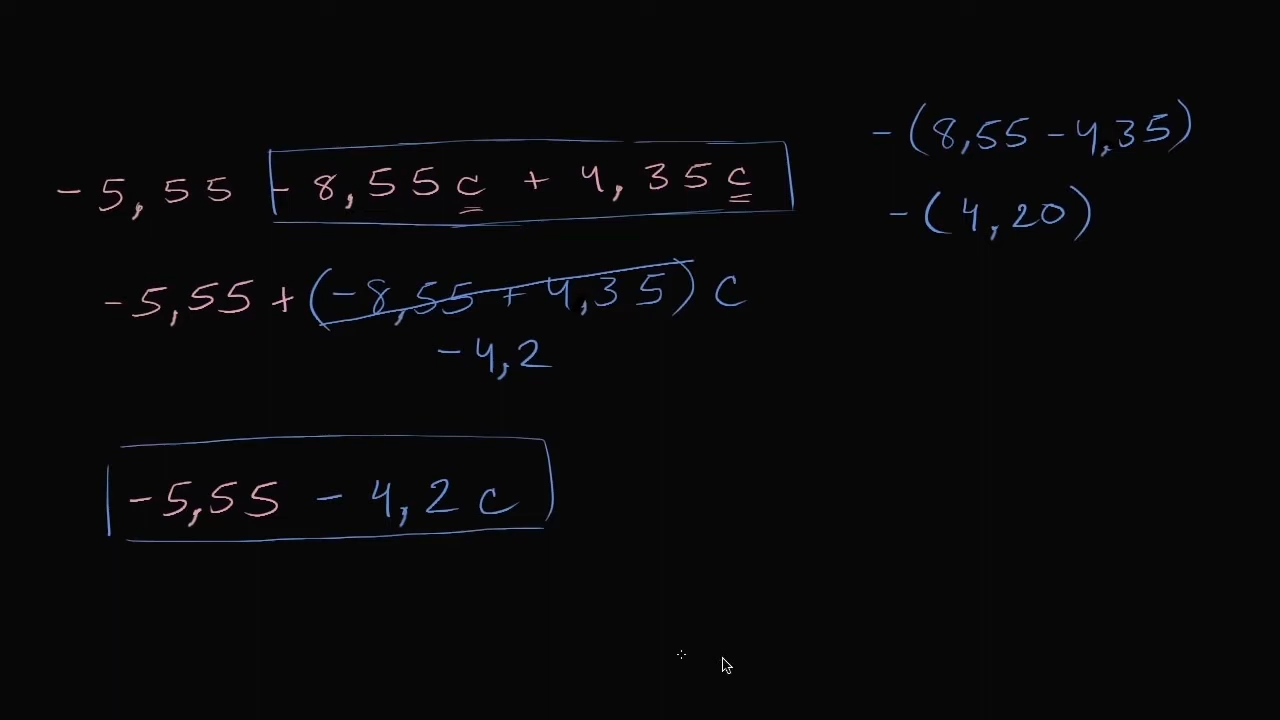 -5,55 - 8,55c + 4,35c
-5,55 + (-8,55 + 4,35) c
-4,2
-5,55 - 4,2c
-(8,55 - 4,35)
-(4,20)